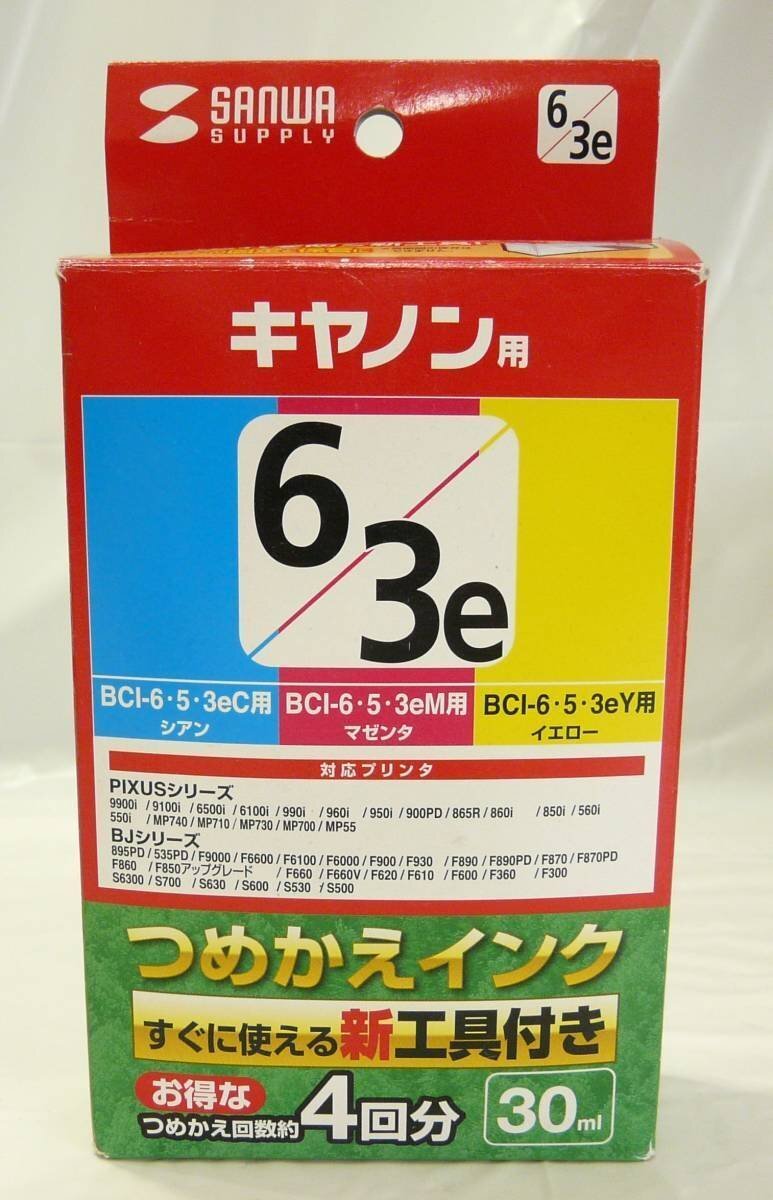 SANWA
SUPPLY
6/3e
キヤノン用
6/3e
BCI-6・5・3eC用 BCI-6・5・3eM用 BCI-6・5・3eY用
シアン マゼンタ イエロー
対応プリンタ
PIXUSシリーズ
9900i / 9100i / 6500i / 6100i / 990i / 960i / 950i / 900PD / 865R / 860i / 850i / 560i
550i / MP740 / MP710 / MP730 / MP700 / MP55
BJシリーズ
895PD / 535PD / F9000 / F6600 / F6100 / F6000 / F900 / F930 / F890 / F890PD / F870 / F870PD
F860 / F850アップグレード / F660 / F660V / F620 / F610 / F600 / F360 / F300
S6300 / S700 / S630 / S600 / S530 / S500
つめかえインク
すぐに使える新工具付き
お得な
つめかえ回数約4回分
30ml